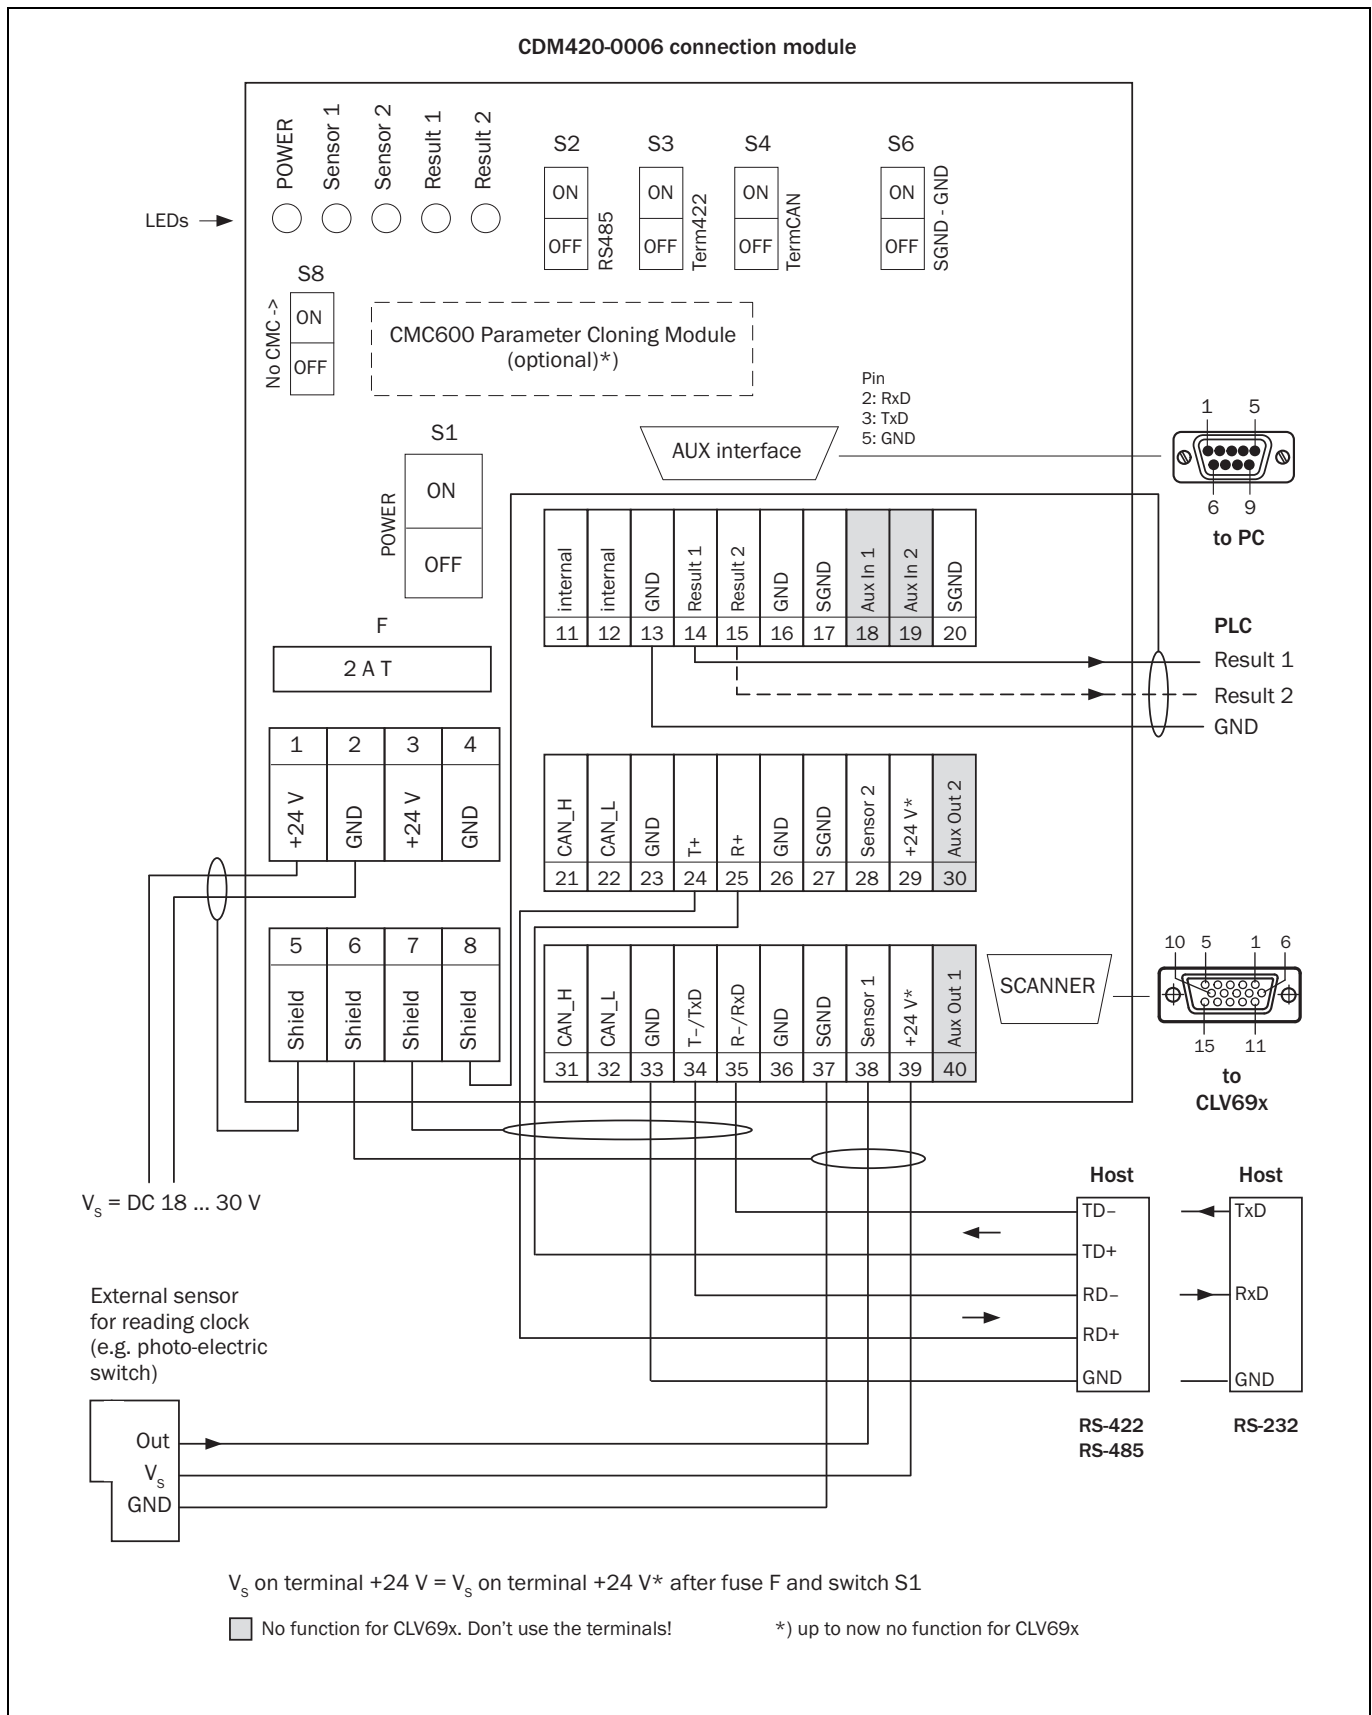 CDM420-0006 connection module
POWER
Sensor 1
Sensor 2
Result 1
Result 2
LEDs
S2
ON
OFF
RS485
S3
ON
OFF
Term422
S4
ON
OFF
TermCAN
S6
ON
OFF
SGND - GND
S8
No CMC ->
ON
OFF
CMC600 Parameter Cloning Module
(optional)*)
Pin
2: RxD
3: TxD
5: GND
AUX interface
1 5
6 9
to PC
S1
POWER
ON
OFF
F
2 A T
internal
internal
GND
Result 1
Result 2
GND
SGND
Aux In 1
Aux In 2
SGND
11 12 13 14 15 16 17 18 19 20
PLC
Result 1
Result 2
GND
1 2 3 4
+24 V
GND
+24 V
GND
CAN_H
CAN_L
GND
T+
R+
GND
SGND
Sensor 2
+24 V*
Aux Out 2
21 22 23 24 25 26 27 28 29 30
5 6 7 8
Shield
Shield
Shield
Shield
CAN_H
CAN_L
GND
T–/TxD
R–/RxD
GND
SGND
Sensor 1
+24 V*
Aux Out 1
31 32 33 34 35 36 37 38 39 40
SCANNER
10 5 1 6
15 11
to
CLV69x
VS = DC 18 ... 30 V
Host
TD–
TD+
RD–
RD+
GND
RS-422
RS-485
Host
TxD
RxD
GND
RS-232
External sensor
for reading clock
(e.g. photo-electric
switch)
Out
VS
GND
VS on terminal +24 V = VS on terminal +24 V* after fuse F and switch S1
No function for CLV69x. Don't use the terminals!
*) up to now no function for CLV69x